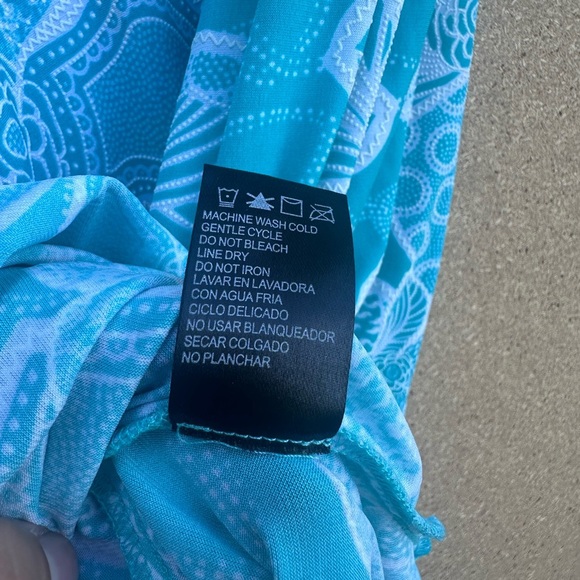 MACHINE WASH COLD
GENTLE CYCLE
DO NOT BLEACH
LINE DRY
DO NOT IRON
LAVAR EN LAVADORA
CON AGUA FRIA
CICLO DELICADO
NO USAR BLANQUEADOR
SECAR COLGADO
NO PLANCHAR